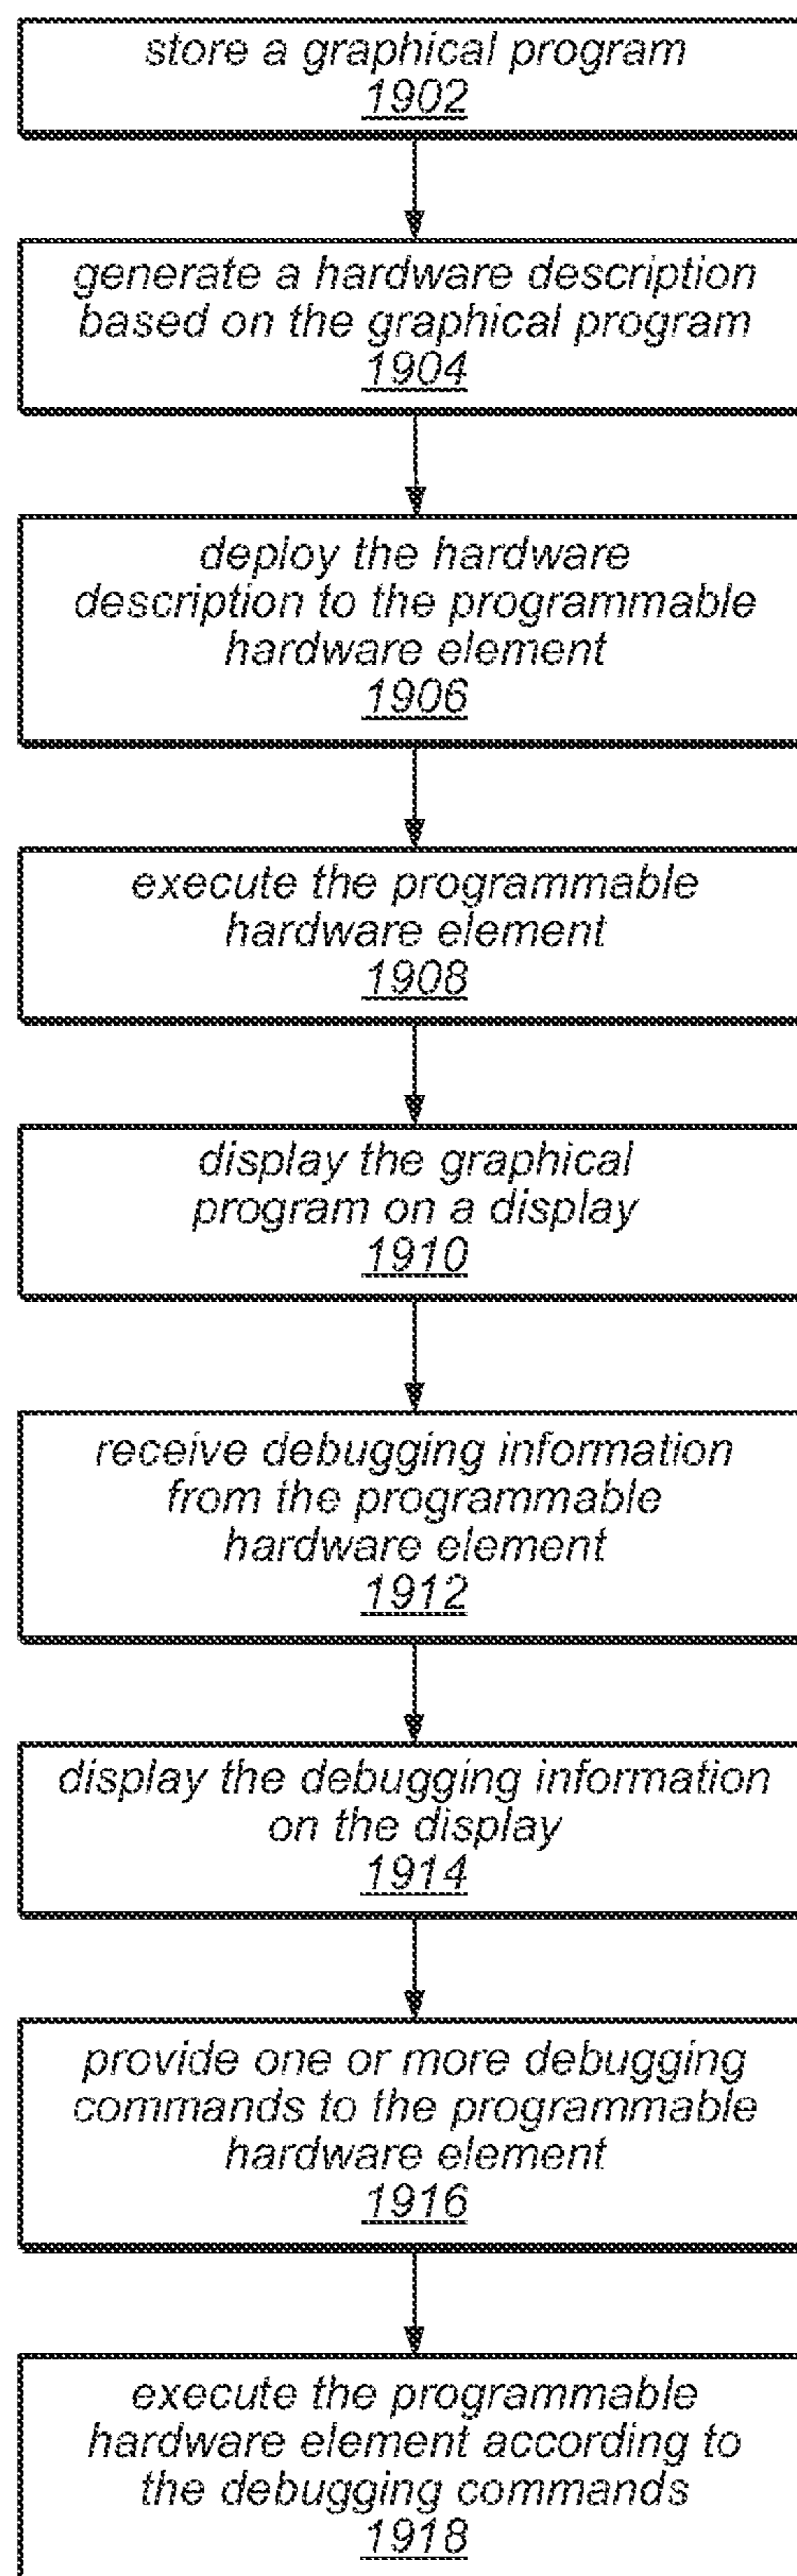 store a graphical program
1902
generate a hardware description
based on the graphical program
1904
deploy the hardware
description to the programmable
hardware element
1906
execute the programmable
hardware element
1908
display the graphical
program on a display
1910
receive debugging information
from the programmable
hardware element
1912
display the debugging information
on the display
1914
provide one or more debugging
commands to the programmable
hardware element
1916
execute the programmable
hardware element according to
the debugging commands
1918